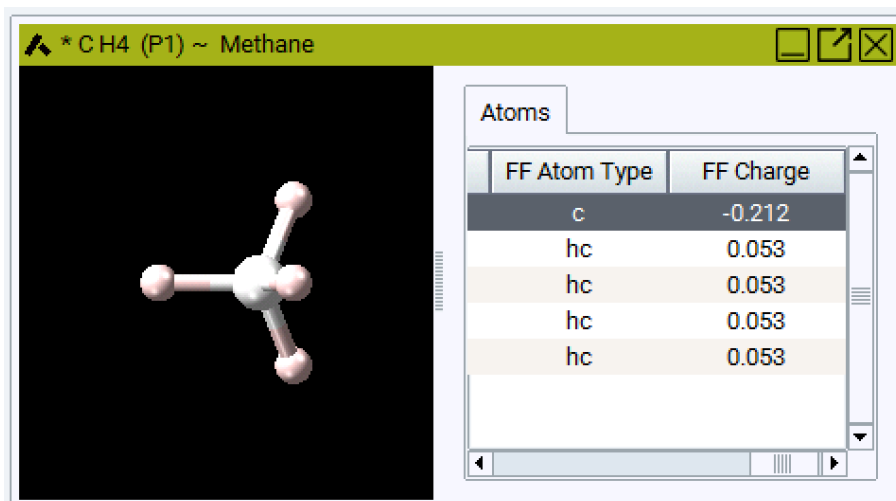 * C H4 (P1) ~ Methane
Atoms
FF Atom Type FF Charge
c -0.212
hc 0.053
hc 0.053
hc 0.053
hc 0.053